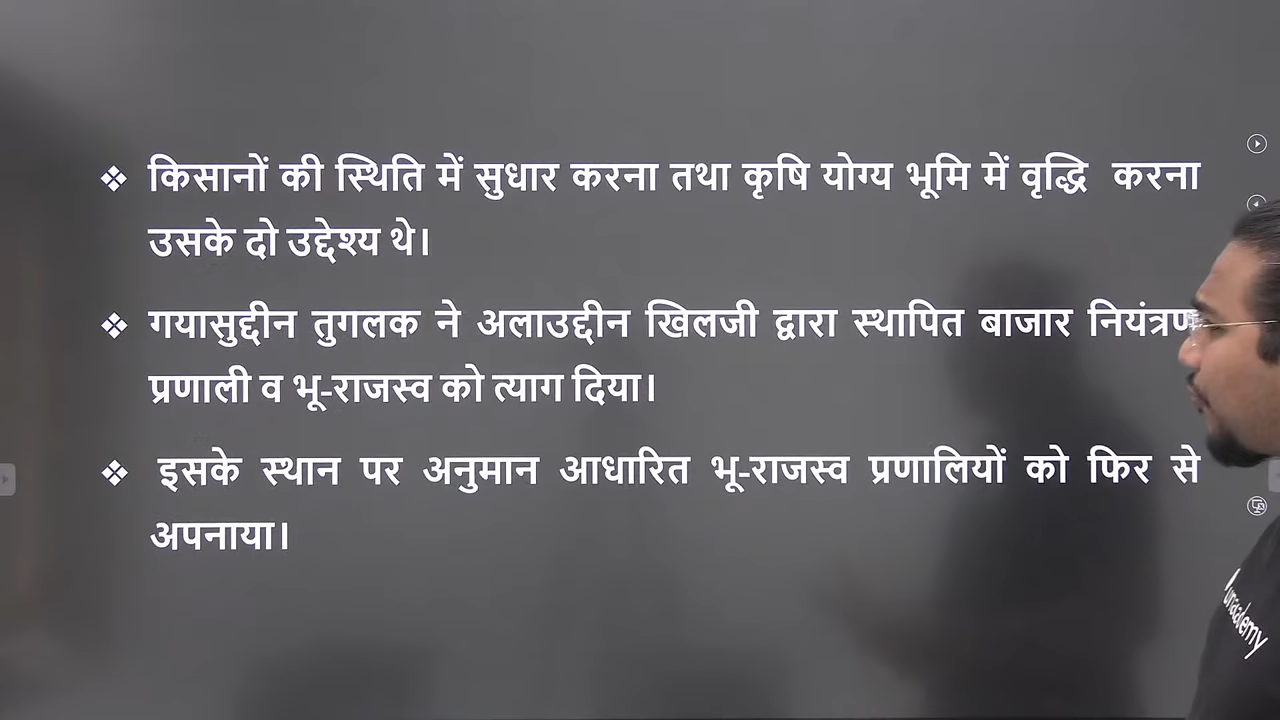 ❖ किसानों की स्थिति में सुधार करना तथा कृषि योग्य भूमि में वृद्धि करना
उसके दो उद्देश्य थे।
❖ गयासुद्दीन तुगलक ने अलाउद्दीन खिलजी द्वारा स्थापित बाजार नियंत्रण
प्रणाली व भू-राजस्व को त्याग दिया।
❖ इसके स्थान पर अनुमान आधारित भू-राजस्व प्रणालियों को फिर से
अपनाया।
unacademy